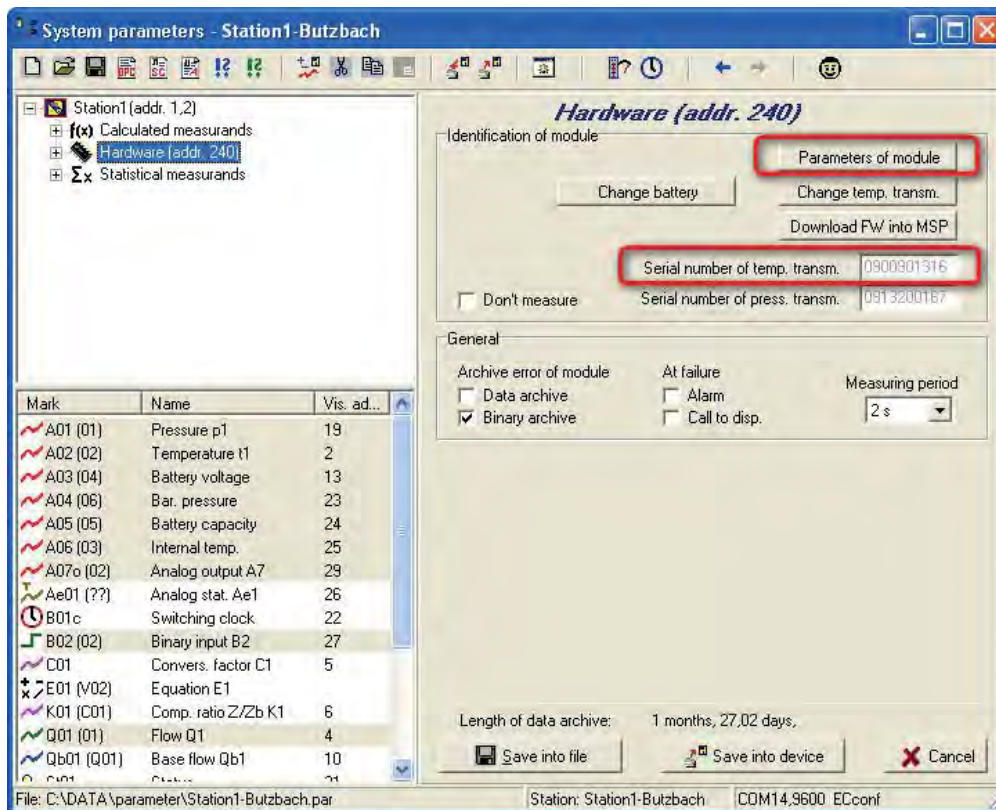 System parameters - Station1-Butzbach
Station1 (addr. 1,2)
f(x) Calculated measurands
Hardware (addr. 240)
Σx Statistical measurands
Mark Name Vis. ad...
A01 (01) Pressure p1 19
A02 (02) Temperature t1 2
A03 (04) Battery voltage 13
A04 (06) Bar. pressure 23
A05 (05) Battery capacity 24
A06 (03) Internal temp. 25
A07o (02) Analog output A7 29
Ae01 (??) Analog stat. Ae1 26
B01c Switching clock 22
B02 (02) Binary input B2 27
C01 Convers. factor C1 5
E01 (V02) Equation E1
K01 (C01) Comp. ratio Z/Zb K1 6
Q01 (01) Flow Q1 4
Qb01 (Q01) Base flow Qb1 10
Hardware (addr. 240)
Identification of module
Parameters of module
Change battery Change temp. transm.
Download FW into MSP
Serial number of temp. transm. 0900901316
Don't measure Serial number of press. transm. 0913200167
General
Archive error of module At failure
Data archive Alarm Measuring period
Binary archive Call to disp. 2 s
Length of data archive: 1 months, 27,02 days,
Save into file Save into device Cancel
File: C:\DATA\parameter\Station1-Butzbach.par Station: Station1-Butzbach COM14,9600 ECconf